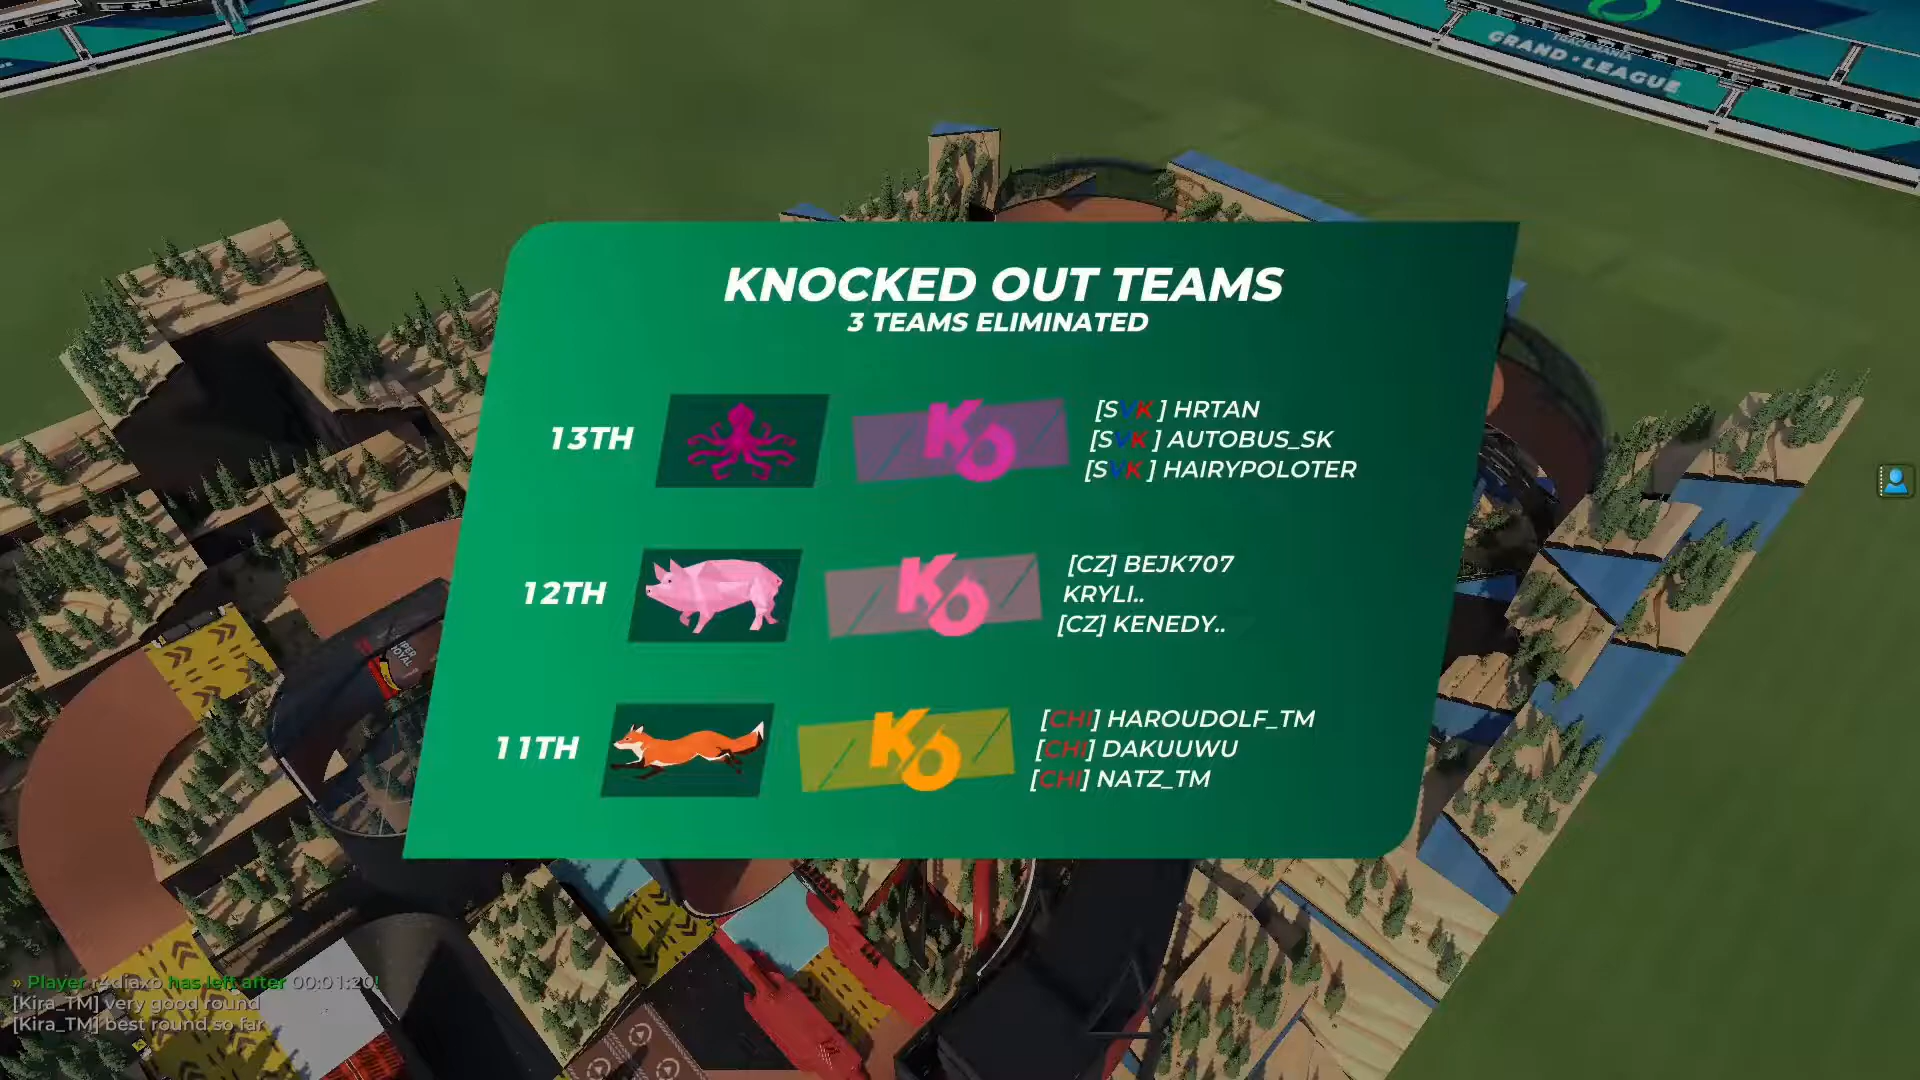 TRACKMANIA
GRAND • LEAGUE
KNOCKED OUT TEAMS
3 TEAMS ELIMINATED
13TH
KO
[SVK] HRTAN
[SVK] AUTOBUS_SK
[SVK] HAIRYPOLOTER
12TH
KO
[CZ] BEJK707
KRYLI..
[CZ] KENEDY..
11TH
KO
[CHI] HAROUDOLF_TM
[CHI] DAKUUWU
[CHI] NATZ_TM
» Player r4diaxo has left after 00:01:20!
[Kira_TM] very good round
[Kira_TM] best round so far